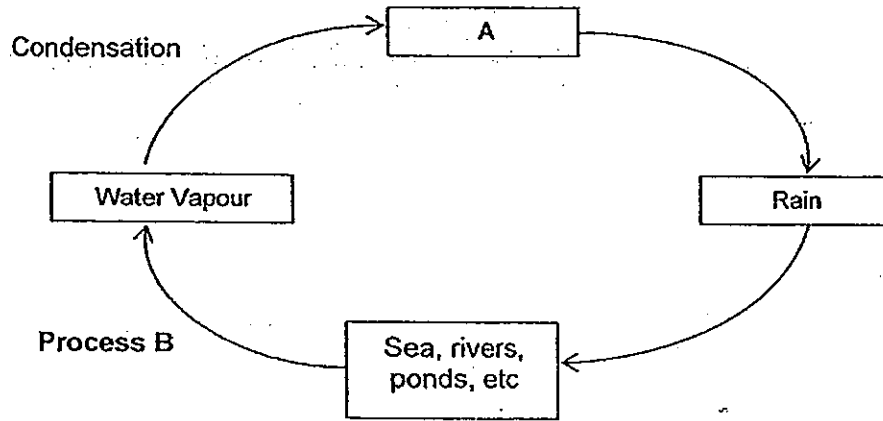 A
Condensation
Water Vapour
Rain
Process B
Sea, rivers,
ponds, etc